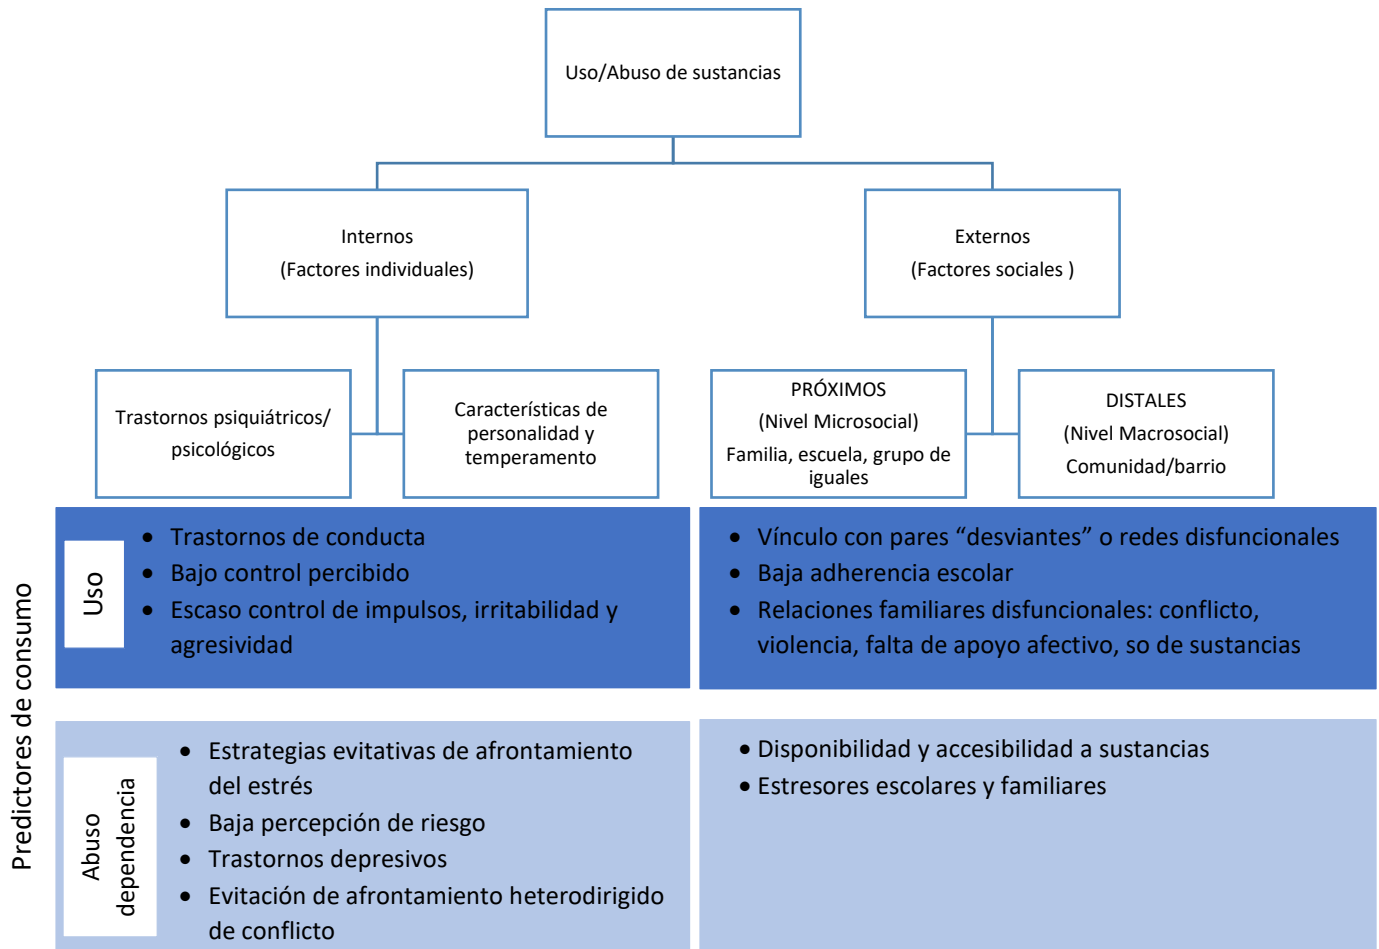 Uso/Abuso de sustancias
Internos
(Factores individuales)
Externos
(Factores sociales )
Trastornos psiquiátricos/
psicológicos
Características de
personalidad y
temperamento
PRÓXIMOS
(Nivel Microsocial)
Familia, escuela, grupo de
iguales
DISTALES
(Nivel Macrosocial)
Comunidad/barrio
Predictores de consumo
Uso
• Trastornos de conducta
• Bajo control percibido
• Escaso control de impulsos, irritabilidad y
agresividad
• Vínculo con pares “desviantes” o redes disfuncionales
• Baja adherencia escolar
• Relaciones familiares disfuncionales: conflicto,
violencia, falta de apoyo afectivo, so de sustancias
Abuso
dependencia
• Estrategias evitativas de afrontamiento
del estrés
• Baja percepción de riesgo
• Trastornos depresivos
• Evitación de afrontamiento heterodirigido
de conflicto
• Disponibilidad y accesibilidad a sustancias
• Estresores escolares y familiares